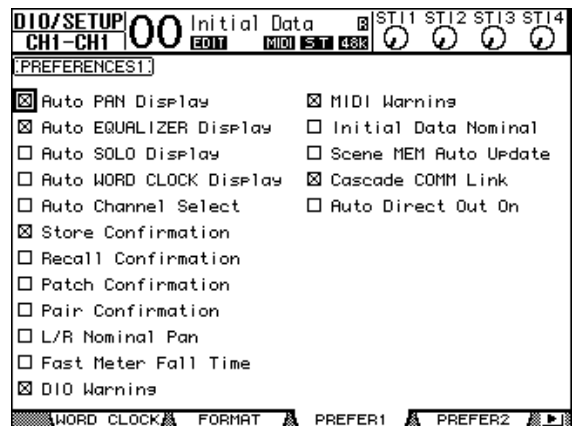 DIO/SETUP
CH1-CH1
00
Initial Data
R
EDIT
MIDI ST 48K
ST1 ST2 ST3 ST4
PREFERENCES1
Auto PAN Display
Auto EQUALIZER Display
Auto SOLO Display
Auto WORD CLOCK Display
Auto Channel Select
Store Confirmation
Recall Confirmation
Patch Confirmation
Pair Confirmation
L/R Nominal Pan
Fast Meter Fall Time
DIO Warning
MIDI Warning
Initial Data Nominal
Scene MEM Auto Update
Cascade COMM Link
Auto Direct Out On
WORD CLOCK
FORMAT
PREFER1
PREFER2